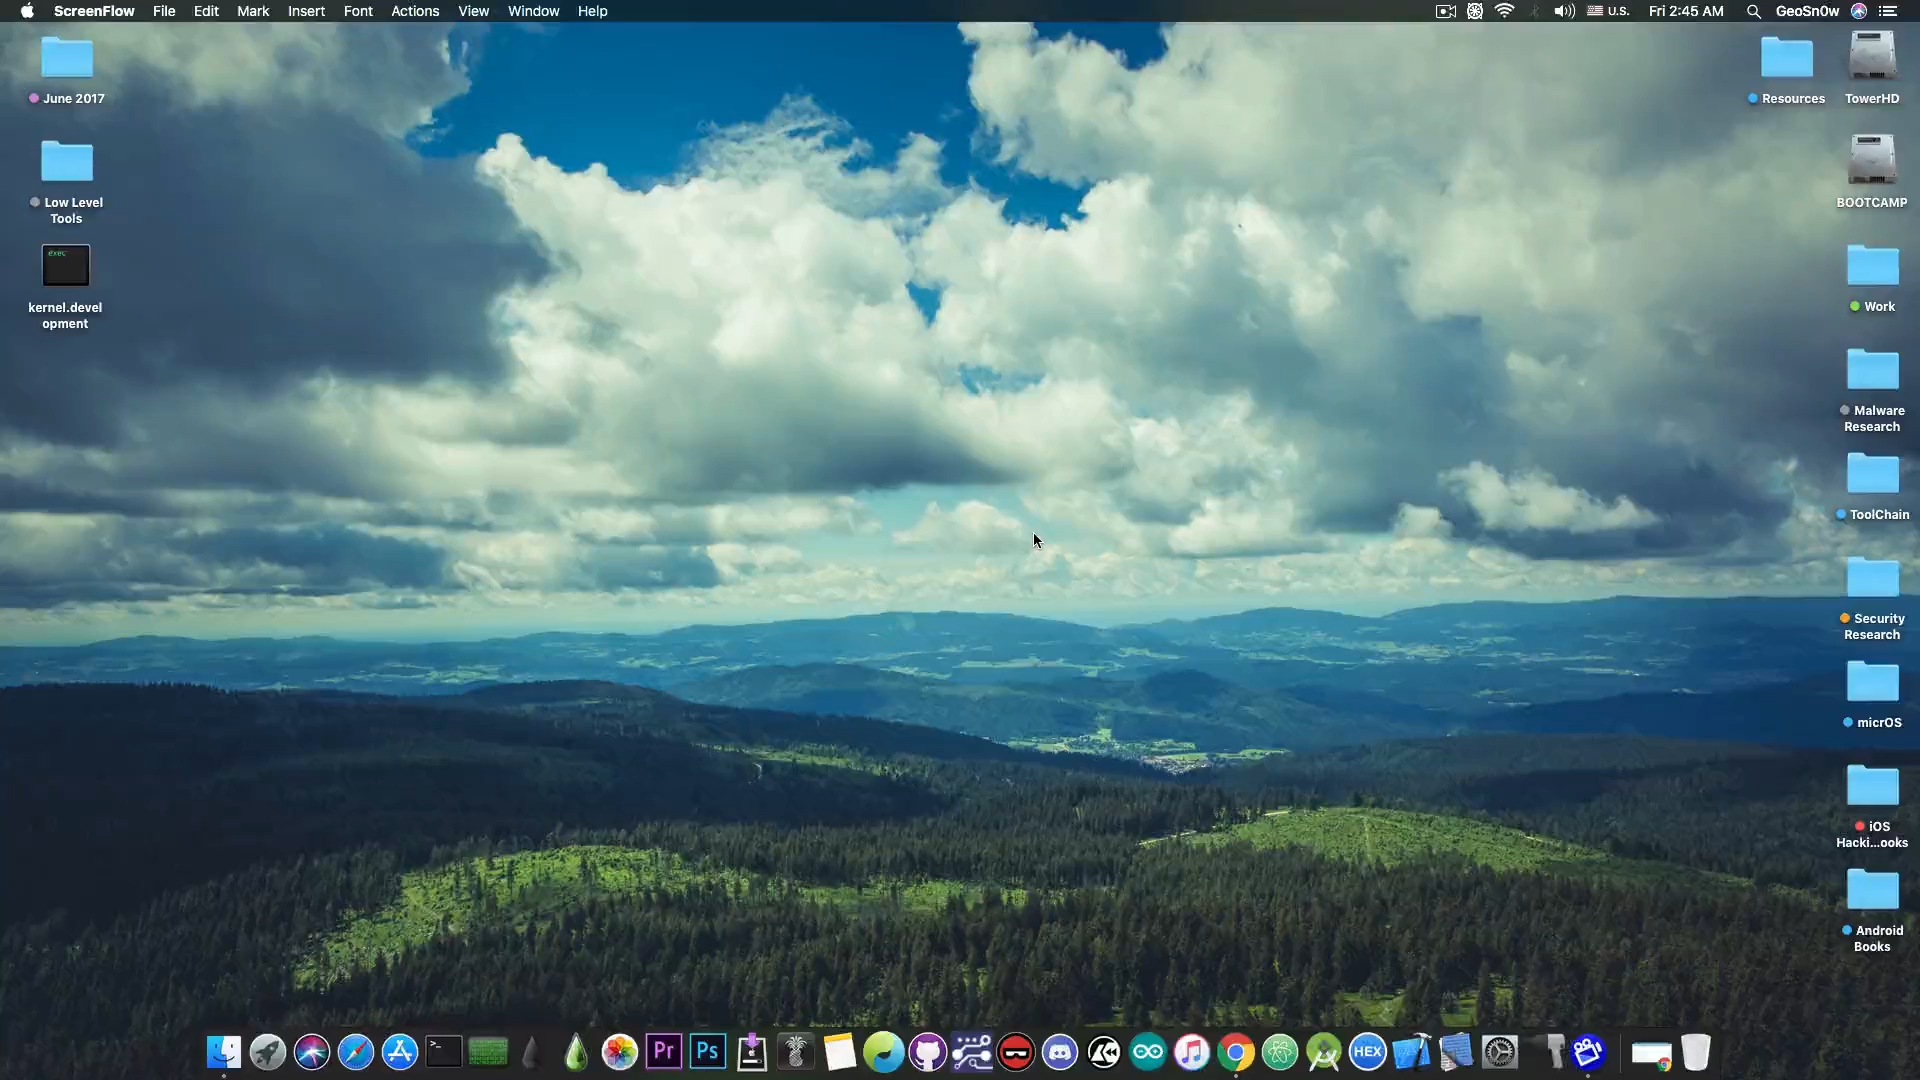 ScreenFlow File Edit Mark Insert Font Actions View Window Help
U.S. Fri 2:45 AM GeoSn0w
June 2017
Low Level
Tools
exec
kernel.devel
opment
Resources
TowerHD
BOOTCAMP
Work
Malware
Research
ToolChain
Security
Research
micrOS
iOS
Hacki...ooks
Android
Books
>_
Pr
Ps
HEX